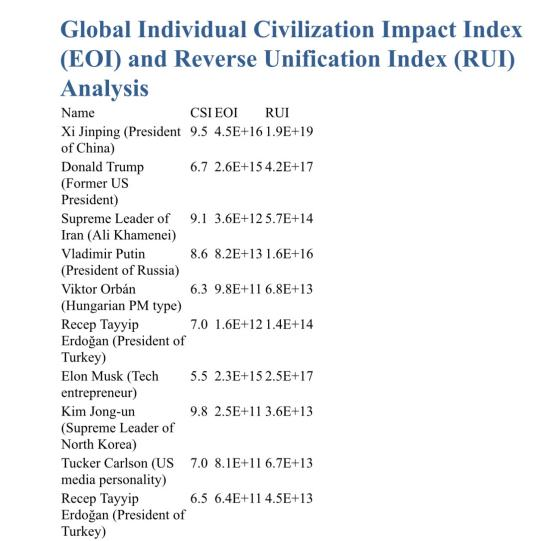 Global Individual Civilization Impact Index
(EOI) and Reverse Unification Index (RUI)
Analysis
Name CSI EOI RUI
Xi Jinping (President 9.5 4.5E+16 1.9E+19
of China)
Donald Trump 6.7 2.6E+15 4.2E+17
(Former US
President)
Supreme Leader of 9.1 3.6E+12 5.7E+14
Iran (Ali Khamenei)
Vladimir Putin 8.6 8.2E+13 1.6E+16
(President of Russia)
Viktor Orbán 6.3 9.8E+11 6.8E+13
(Hungarian PM type)
Recep Tayyip 7.0 1.6E+12 1.4E+14
Erdoğan (President of
Turkey)
Elon Musk (Tech 5.5 2.3E+15 2.5E+17
entrepreneur)
Kim Jong-un 9.8 2.5E+11 3.6E+13
(Supreme Leader of
North Korea)
Tucker Carlson (US 7.0 8.1E+11 6.7E+13
media personality)
Recep Tayyip 6.5 6.4E+11 4.5E+13
Erdoğan (President of
Turkey)